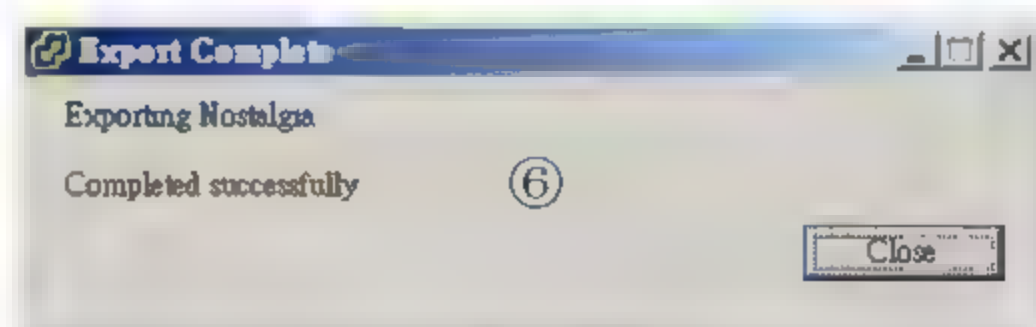 Export Complete
Exporting Nostalgia
Completed successfully
⑥
Close